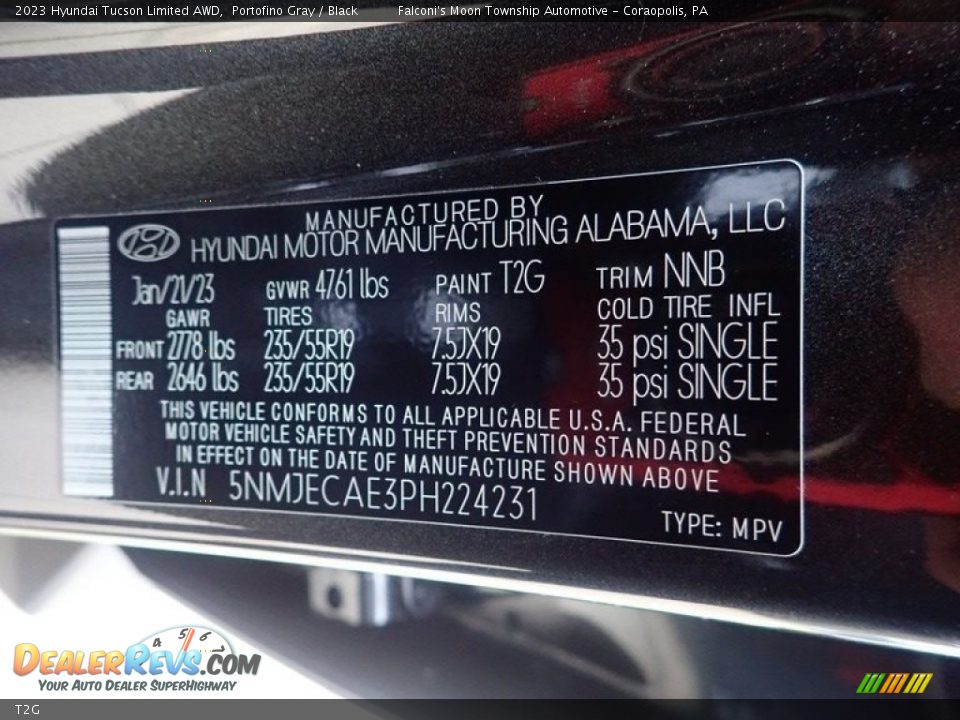 2023 Hyundai Tucson Limited AWD, Portofino Gray / Black Falconi's Moon Township Automotive - Coraopolis, PA
MANUFACTURED BY
HYUNDAI MOTOR MANUFACTURING ALABAMA, LLC
Jan/21/23 GVWR 4761 lbs PAINT T2G TRIM NNB
GAWR TIRES RIMS COLD TIRE INFL
FRONT 2778 lbs 235/55R19 7.5JX19 35 psi SINGLE
REAR 2646 lbs 235/55R19 7.5JX19 35 psi SINGLE
THIS VEHICLE CONFORMS TO ALL APPLICABLE U.S.A. FEDERAL
MOTOR VEHICLE SAFETY AND THEFT PREVENTION STANDARDS
IN EFFECT ON THE DATE OF MANUFACTURE SHOWN ABOVE
V.I.N 5NMJECAE3PH224231
TYPE: MPV
4 5 6
DEALERREVS.COM
YOUR AUTO DEALER SUPERHIGHWAY
T2G